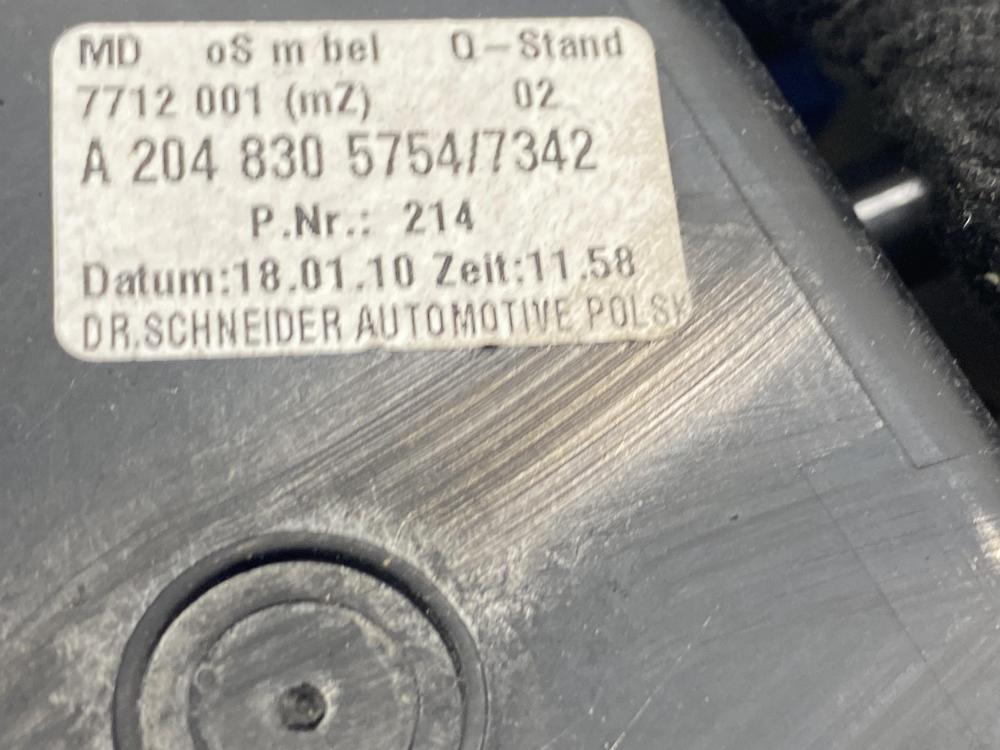 MD oS m bel Q-Stand
7712 001 (mZ) 02
A 204 830 5754/7342
P.Nr.: 214
Datum:18.01.10 Zeit:11.58
DR.SCHNEIDER AUTOMOTIVE POLSK